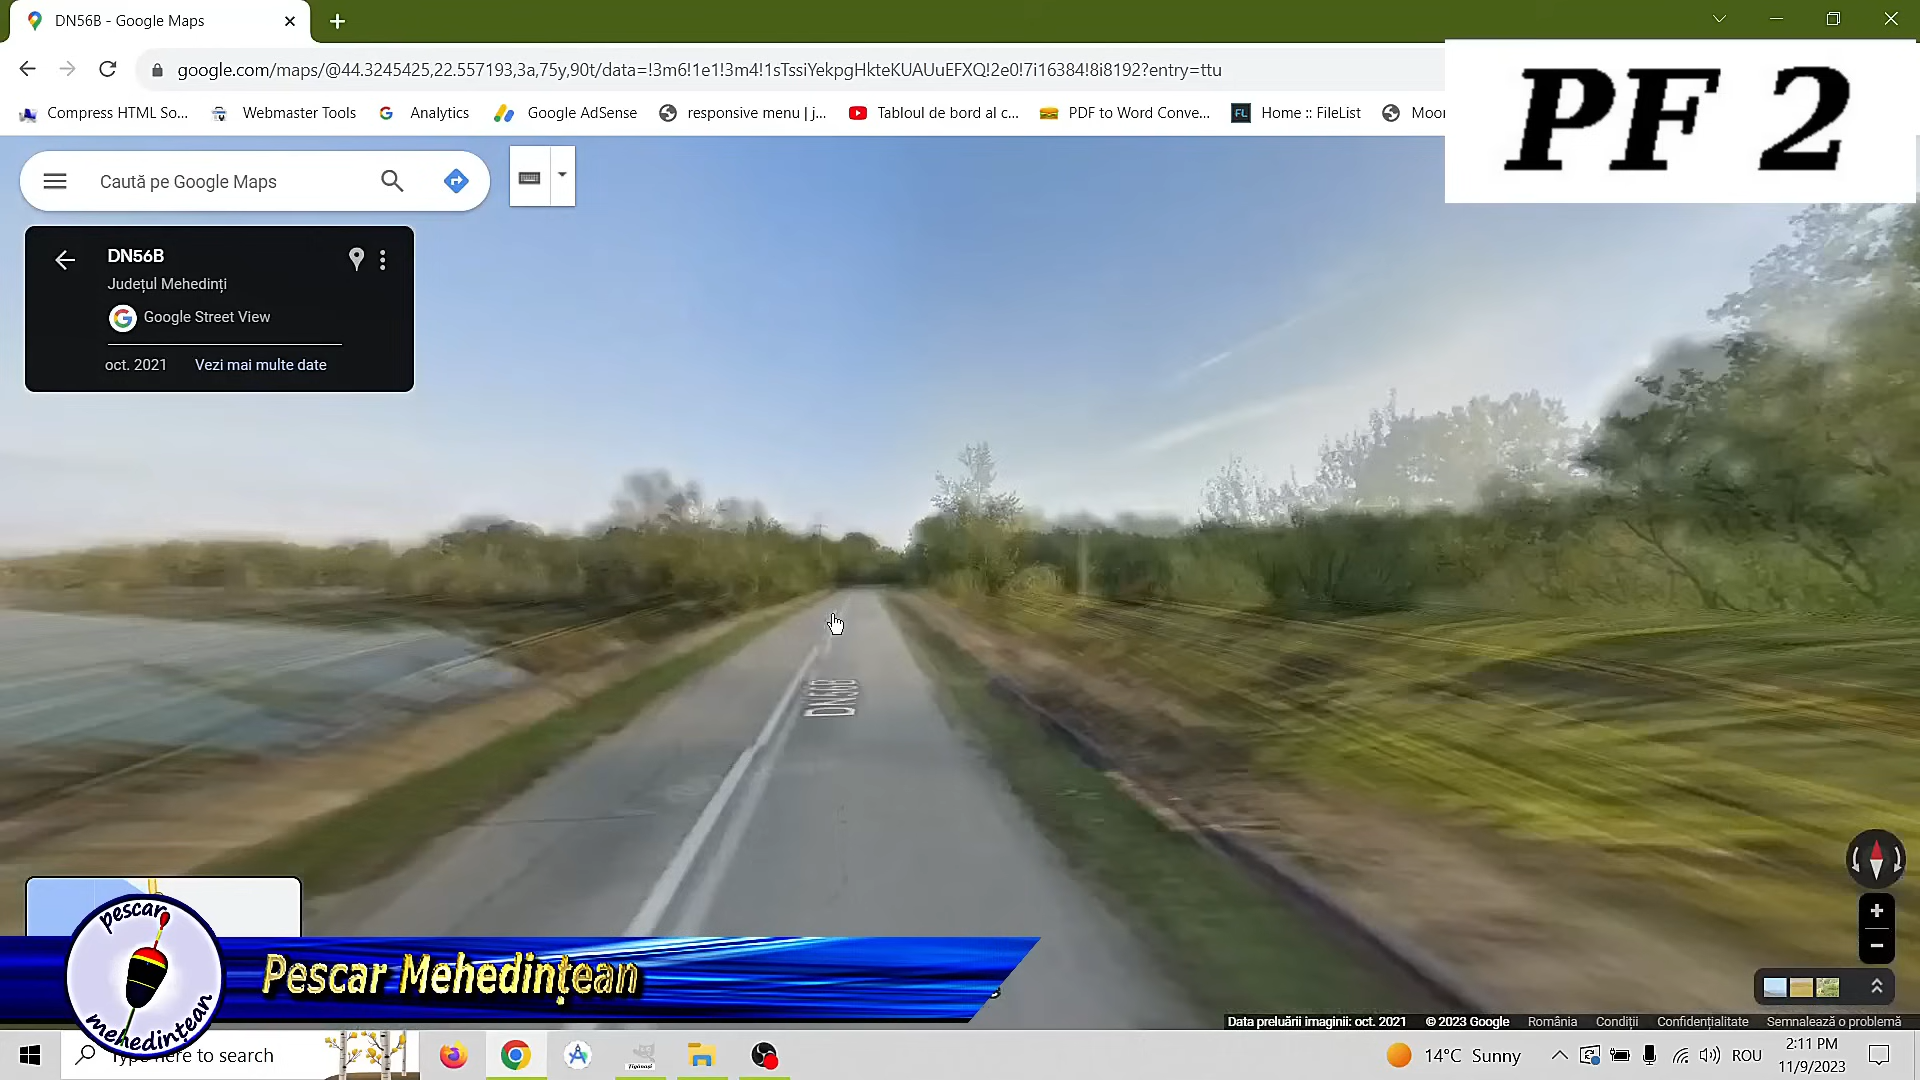 DN56B - Google Maps
google.com/maps/@44.3245425,22.557193,3a,75y,90t/data=!3m6!1e1!3m4!1sTssiYekpgHkteKUAUuEFXQ!2e0!7i16384!8i8192?entry=ttu
Compress HTML So... Webmaster Tools Analytics Google AdSense responsive menu | j... Tabloul de bord al c... PDF to Word Conve... FL Home :: FileList Moor
PF 2
Caută pe Google Maps
DN56B
Județul Mehedinți
Google Street View
oct. 2021 Vezi mai multe date
DN56B
pescar
mehedințean
Pescar Mehedințean
Data preluării imaginii: oct. 2021 © 2023 Google România Condiții Confidențialitate Semnalează o problemă
Type here to search
14°C Sunny ROU 2:11 PM
11/9/2023